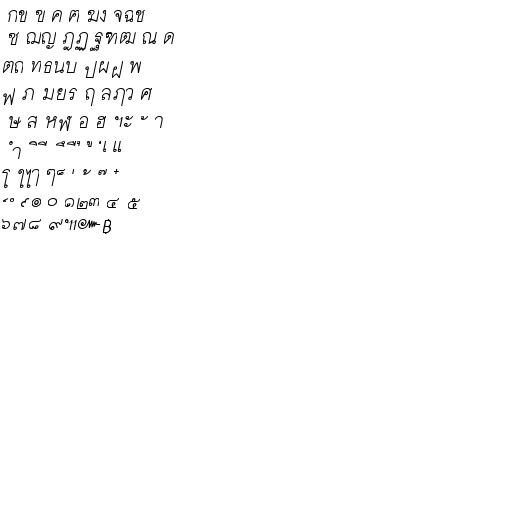 กข ฃ ค ฅ ฆง จฉช
ซ ฌญ ฎฏ ฐฑฒ ณ ด
ตถ ทธนบ ปผฝ พ
ฟ ภ มยร ฤ ลฦว ศ
ษ ส หฬ อ ฮ ฯะ ั า
ำ ิี ึื ุ ู ฺ เ แ
โ ใไๅ ๆ็ ่ ้ ๊ ๋
์ ํ ๎๏ ๐ ๑๒๓ ๔ ๕
๖๗๘ ๙๚๛฿